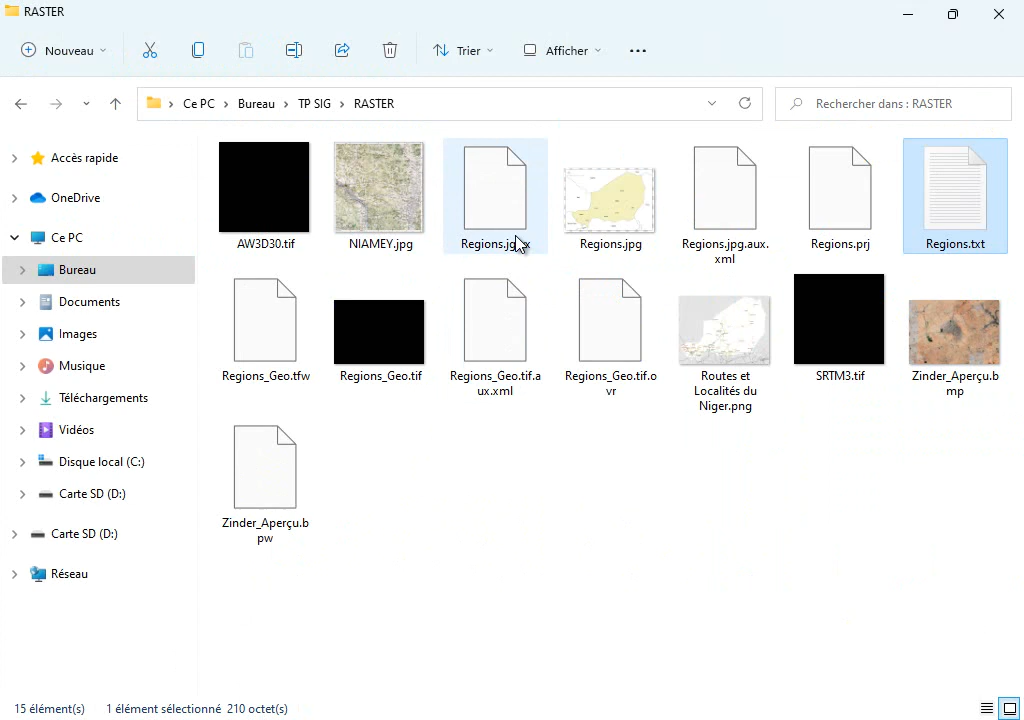 RASTER
Nouveau
Trier
Afficher
Ce PC
Bureau
TP SIG
RASTER
Rechercher dans : RASTER
Accès rapide
OneDrive
Ce PC
Bureau
Documents
Images
Musique
Téléchargements
Vidéos
Disque local (C:)
Carte SD (D:)
Carte SD (D:)
Réseau
AW3D30.tif
NIAMEY.jpg
Regions.jpg
Regions.jpg.aux.
xml
Regions.prj
Regions.txt
Regions_Geo.tfw
Regions_Geo.tif
Regions_Geo.tif.a
ux.xml
Regions_Geo.tif.o
vr
Routes et
Localités du
Niger.png
SRTM3.tif
Zinder_Aperçu.b
mp
Zinder_Aperçu.b
pw
15 élément(s)
1 élément sélectionné 210 octet(s)